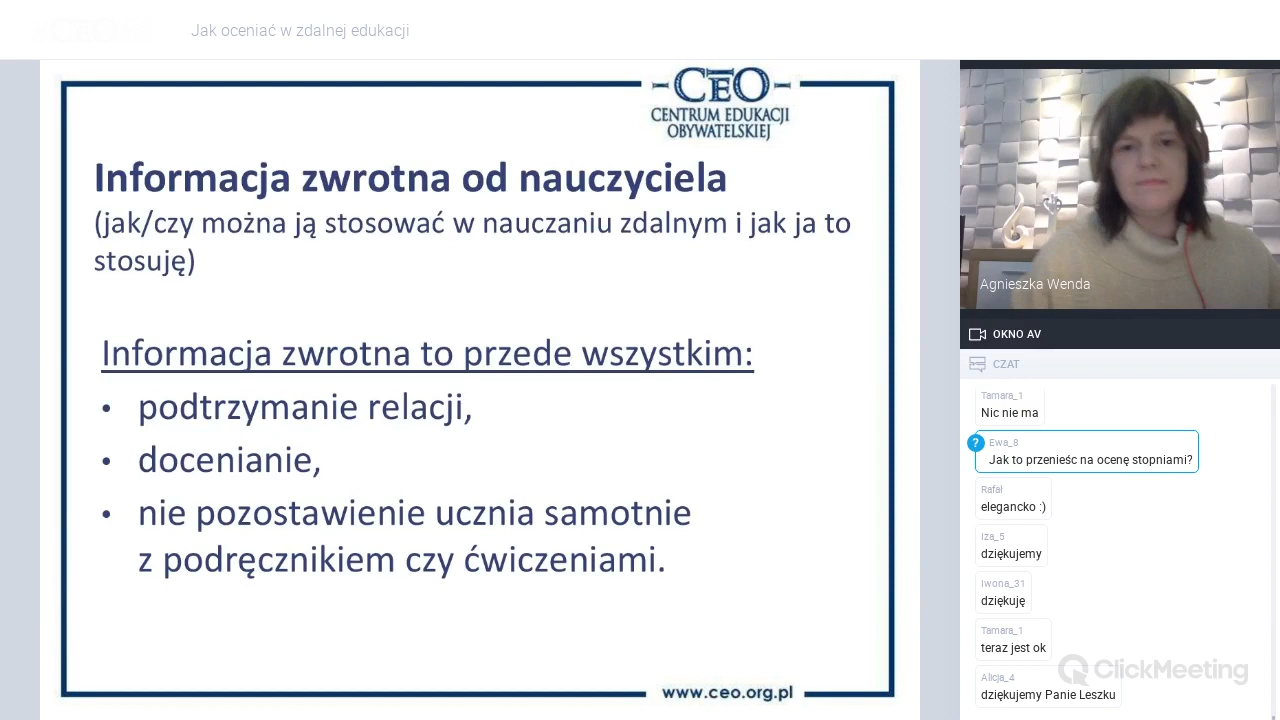 Jak oceniać w zdalnej edukacji
CEO
CENTRUM EDUKACJI
OBYWATELSKIEJ
Informacja zwrotna od nauczyciela
(jak/czy można ją stosować w nauczaniu zdalnym i jak ja to
stosuję)
Informacja zwrotna to przede wszystkim:
• podtrzymanie relacji,
• docenianie,
• nie pozostawienie ucznia samotnie
z podręcznikiem czy ćwiczeniami.
www.ceo.org.pl
Agnieszka Wenda
OKNO AV
CZAT
Tamara_1
Nic nie ma
?
Ewa_8
Jak to przenieśc na ocenę stopniami?
Rafał
elegancko :)
Iza_5
dziękujemy
Iwona_31
dziękuję
Tamara_1
teraz jest ok
Alicja_4
dziękujemy Panie Leszku
ClickMeeting